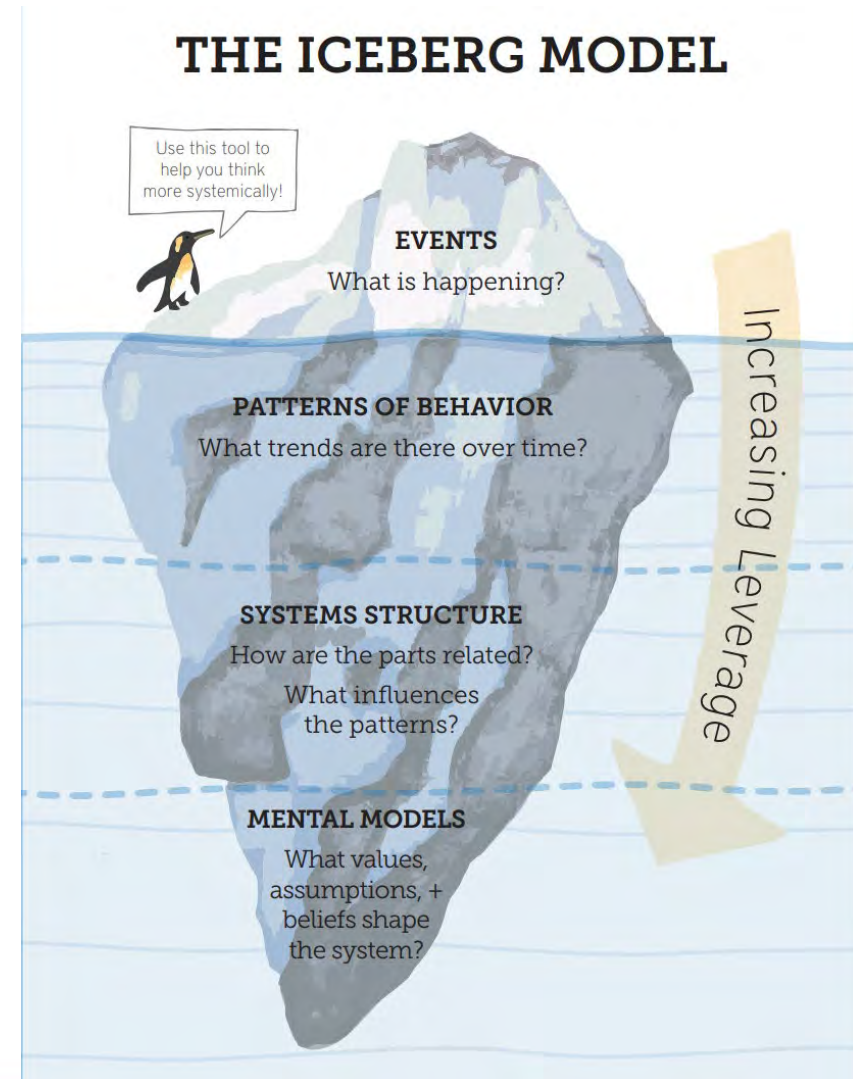 THE ICEBERG MODEL
Use this tool to
help you think
more systemically!
EVENTS
What is happening?
PATTERNS OF BEHAVIOR
What trends are there over time?
SYSTEMS STRUCTURE
How are the parts related?
What influences
the patterns?
MENTAL MODELS
What values,
assumptions, +
beliefs shape
the system?
Increasing Leverage